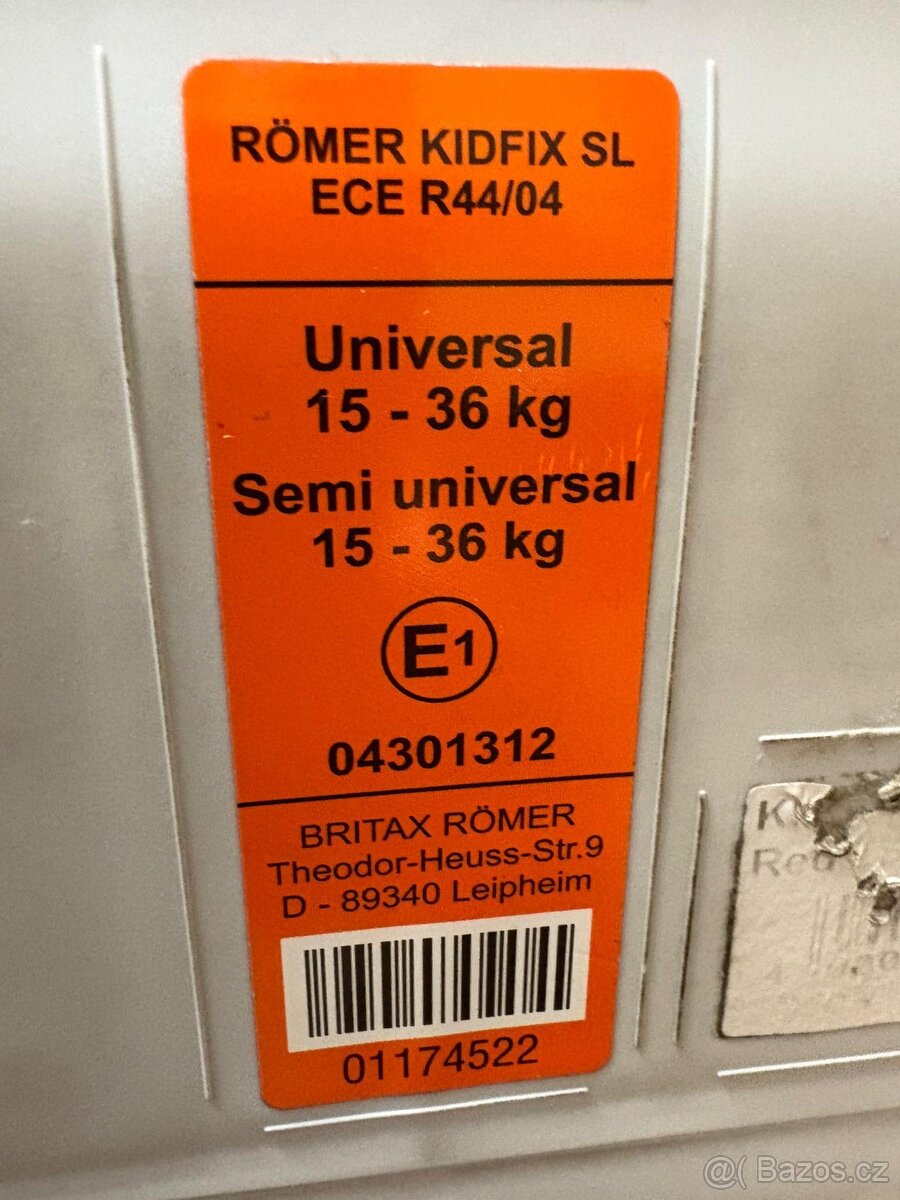 RÖMER KIDFIX SL
ECE R44/04
Universal
15 - 36 kg
Semi universal
15 - 36 kg
E1
04301312
BRITAX RÖMER
Theodor-Heuss-Str.9
D - 89340 Leipheim
01174522
@( Bazos.cz